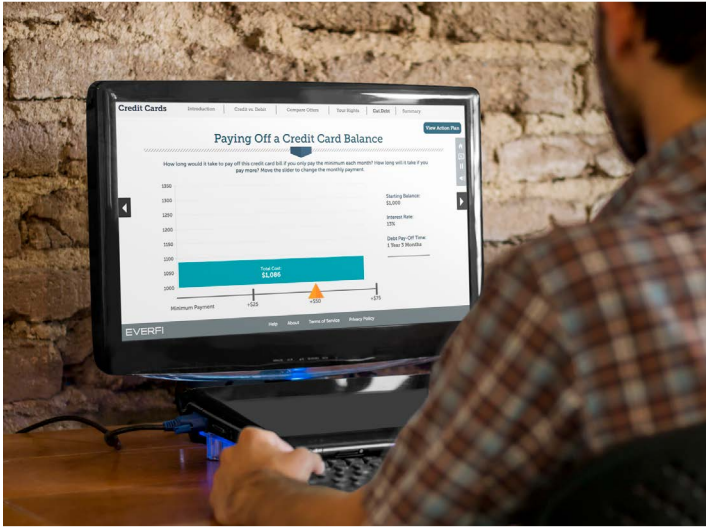 Credit Cards
Introduction
Credit vs. Debit
Compare Offers
Your Rights
Get Debt
Summary
View Action Plan
Paying Off a Credit Card Balance
How long would it take to pay off this credit card bill if you only pay the minimum each month? How long will it take if you
pay more? Move the slider to change the monthly payment.
1350
1300
1250
1200
1150
1100
1050
1005
Starting Balance:
$1,000
Interest Rate:
13%
Debt Pay-Off Time:
1 Year 3 Months
Total Cost:
$1,086
Minimum Payment
+$25
+$50
+$75
EVERFI
Help
About
Terms of Service
Privacy Policy